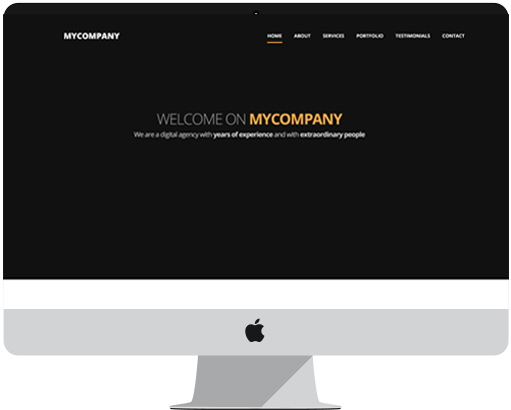 MYCOMPANY
HOME ABOUT SERVICES PORTFOLIO TESTIMONIALS CONTACT
WELCOME ON MYCOMPANY
We are a digital agency with years of experience and with extraordinary people